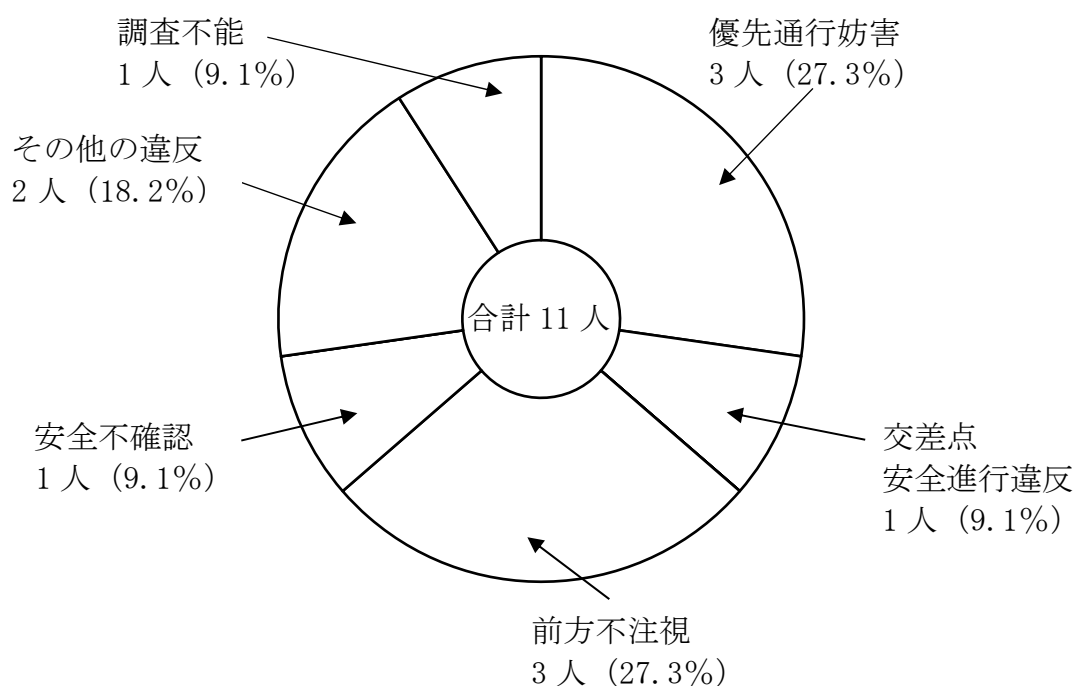 調査不能
1人（9.1%）
優先通行妨害
3人（27.3%）
その他の違反
2人（18.2%）
合計11人
安全不確認
1人（9.1%）
交差点
安全進行違反
1人（9.1%）
前方不注視
3人（27.3%）